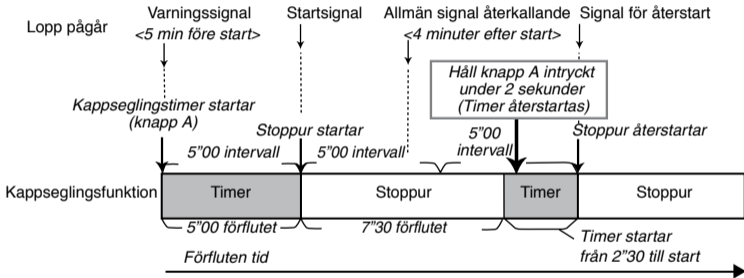 Lopp pågår
Varningssignal
<5 min före start>
Startsignal
Allmän signal återkallande
<4 minuter efter start>
Signal för återstart
Håll knapp A intryckt
under 2 sekunder
(Timer återstartas)
Kappseglingstimer startar
(knapp A)
Stoppur startar
5”00
intervall
Stoppur återstartar
5”00 intervall
5”00 intervall
Kappseglingsfunktion
Timer
Stoppur
Timer
Stoppur
5”00 förflutet
7”30 förflutet
Timer startar
från 2”30 till start
Förfluten tid